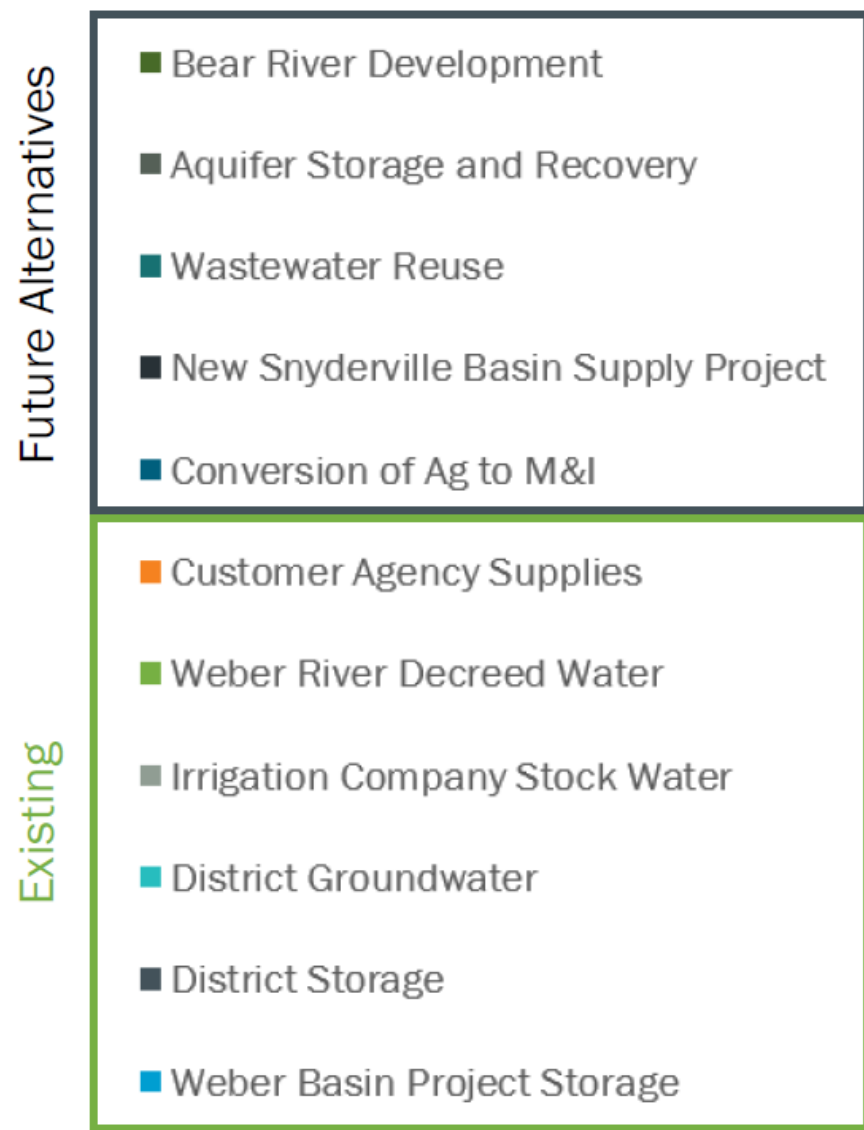 Future Alternatives
Bear River Development
Aquifer Storage and Recovery
Wastewater Reuse
New Snyderville Basin Supply Project
Conversion of Ag to M&I
Existing
Customer Agency Supplies
Weber River Decreed Water
Irrigation Company Stock Water
District Groundwater
District Storage
Weber Basin Project Storage